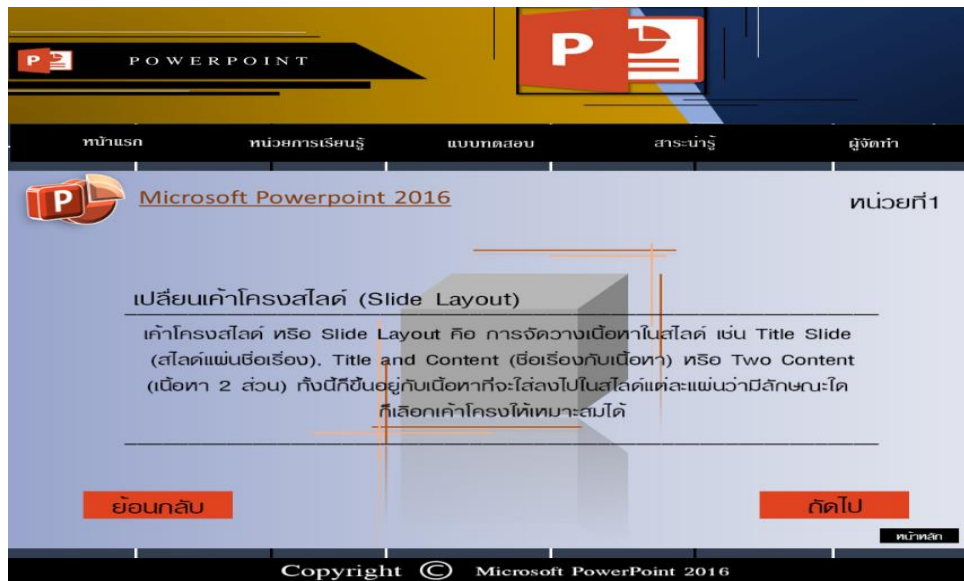 P POWERPOINT
P
หน้าแรก หน่วยการเรียนรู้ แบบทดสอบ สาระน่ารู้ ผู้จัดทำ
P Microsoft Powerpoint 2016 หน่วยที่1
เปลี่ยนเค้าโครงสไลด์ (Slide Layout)
เค้าโครงสไลด์ หรือ Slide Layout คือ การจัดวางเนื้อหาในสไลด์ เช่น Title Slide
(สไลด์แผ่นชื่อเรื่อง), Title and Content (ชื่อเรื่องกับเนื้อหา) หรือ Two Content
(เนื้อหา 2 ส่วน) ทั้งนี้ก็ขึ้นอยู่กับเนื้อหาที่จะใส่ลงไปในสไลด์แต่ละแผ่นว่ามีลักษณะใด
ก็เลือกเค้าโครงให้เหมาะสมได้
ย้อนกลับ ถัดไป
หน้าหลัก
Copyright © Microsoft PowerPoint 2016